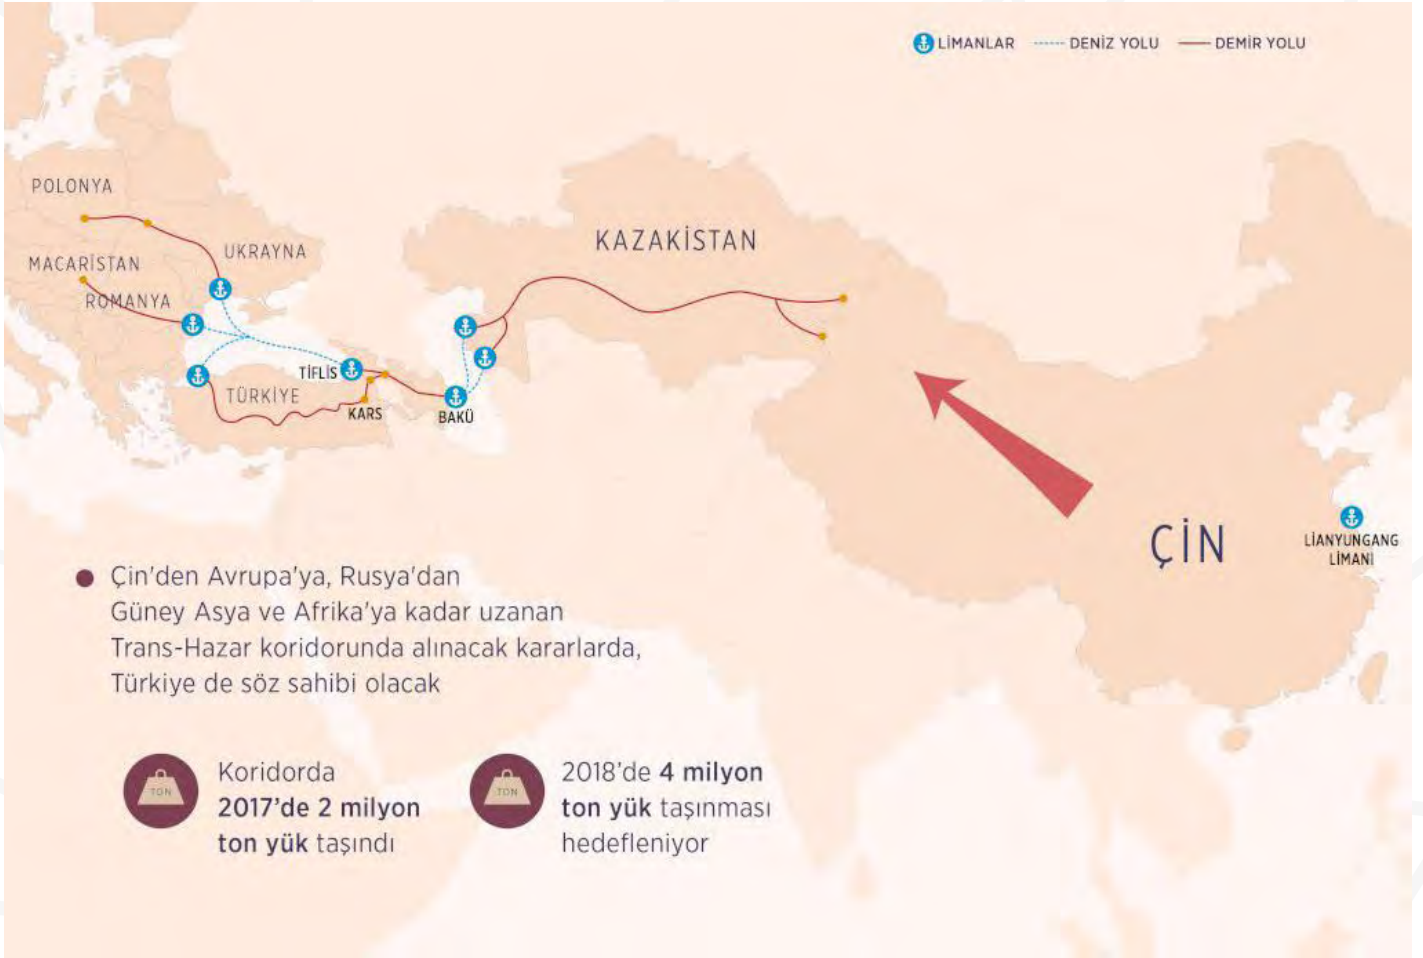 LİMANLAR DENİZ YOLU DEMİR YOLU
POLONYA
UKRAYNA
KAZAKİSTAN
MACARİSTAN
ROMANYA
TİFLİS
TÜRKİYE
KARS
BAKÜ
ÇİN
LİANYUNGANG
LİMANI
Çin'den Avrupa'ya, Rusya'dan
Güney Asya ve Afrika'ya kadar uzanan
Trans-Hazar koridorunda alınacak kararlarda,
Türkiye de söz sahibi olacak
TON
Koridorda
2017'de 2 milyon
ton yük taşındı
TON
2018'de 4 milyon
ton yük taşınması
hedefleniyor